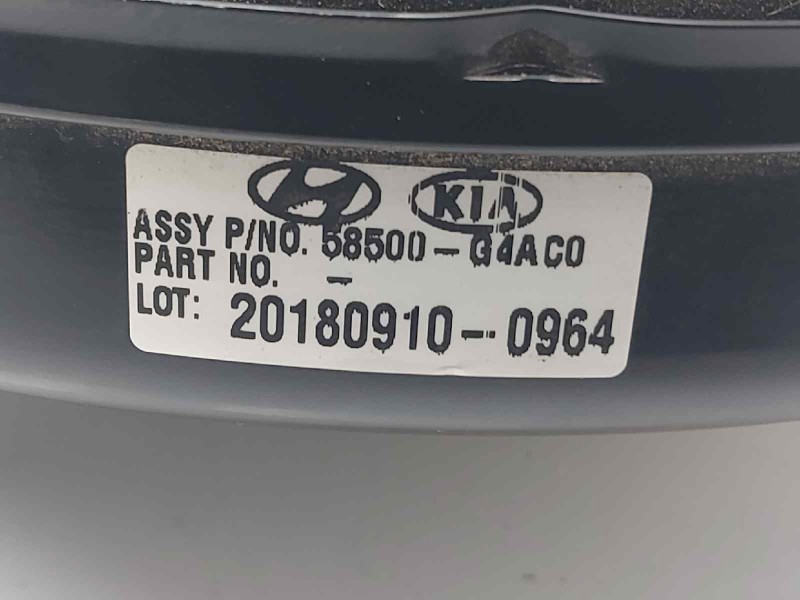 KIA
ASSY P/NO. 58500-G4AC0
PART NO. -
LOT: 20180910-0964